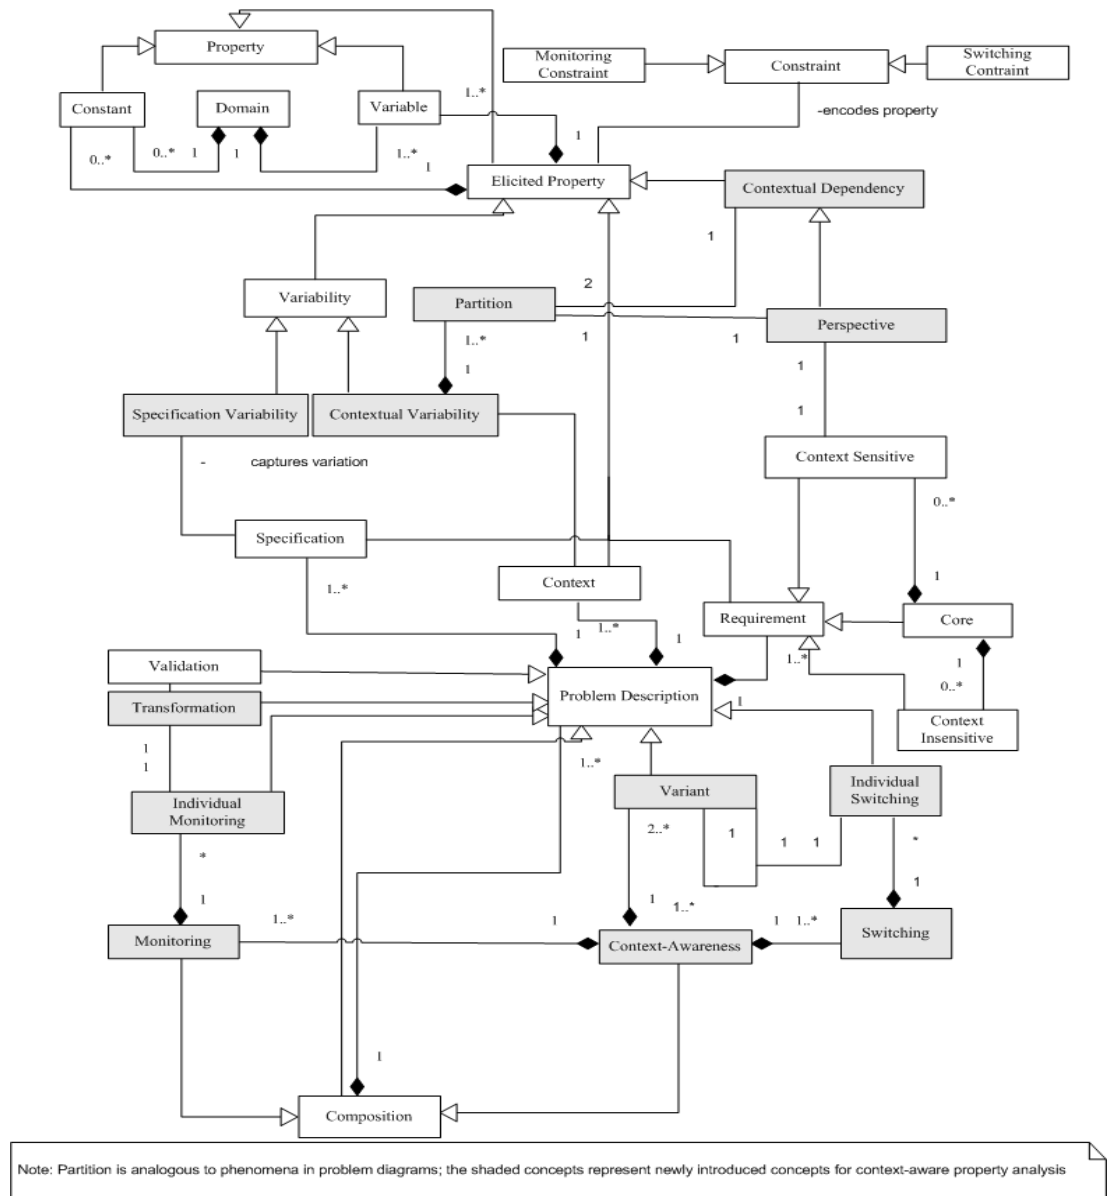 Property
Monitoring
Constraint
Constraint
Switching
Contraint
Constant
Domain
Variable
1..*
-encodes property
0..*
0..*
1
1
1..*
1
1
Elicited Property
Contextual Dependency
1
2
Variability
Partition
Perspective
1..*
1
1
1
1
Specification Variability
Contextual Variability
1
- captures variation
Context Sensitive
0..*
Specification
1..*
Context
1
Requirement
Core
1..*
1
1
1..*
1
0..*
Validation
Problem Description
Transformation
1
Context
Insensitive
1
1
1..*
Individual
Monitoring
Variant
Individual
Switching
2..*
1
1
1
*
*
1
1
1..*
1
1..*
1
1
1..*
Monitoring
Context-Awareness
Switching
1
Composition
Note: Partition is analogous to phenomena in problem diagrams; the shaded concepts represent newly introduced concepts for context-aware property analysis